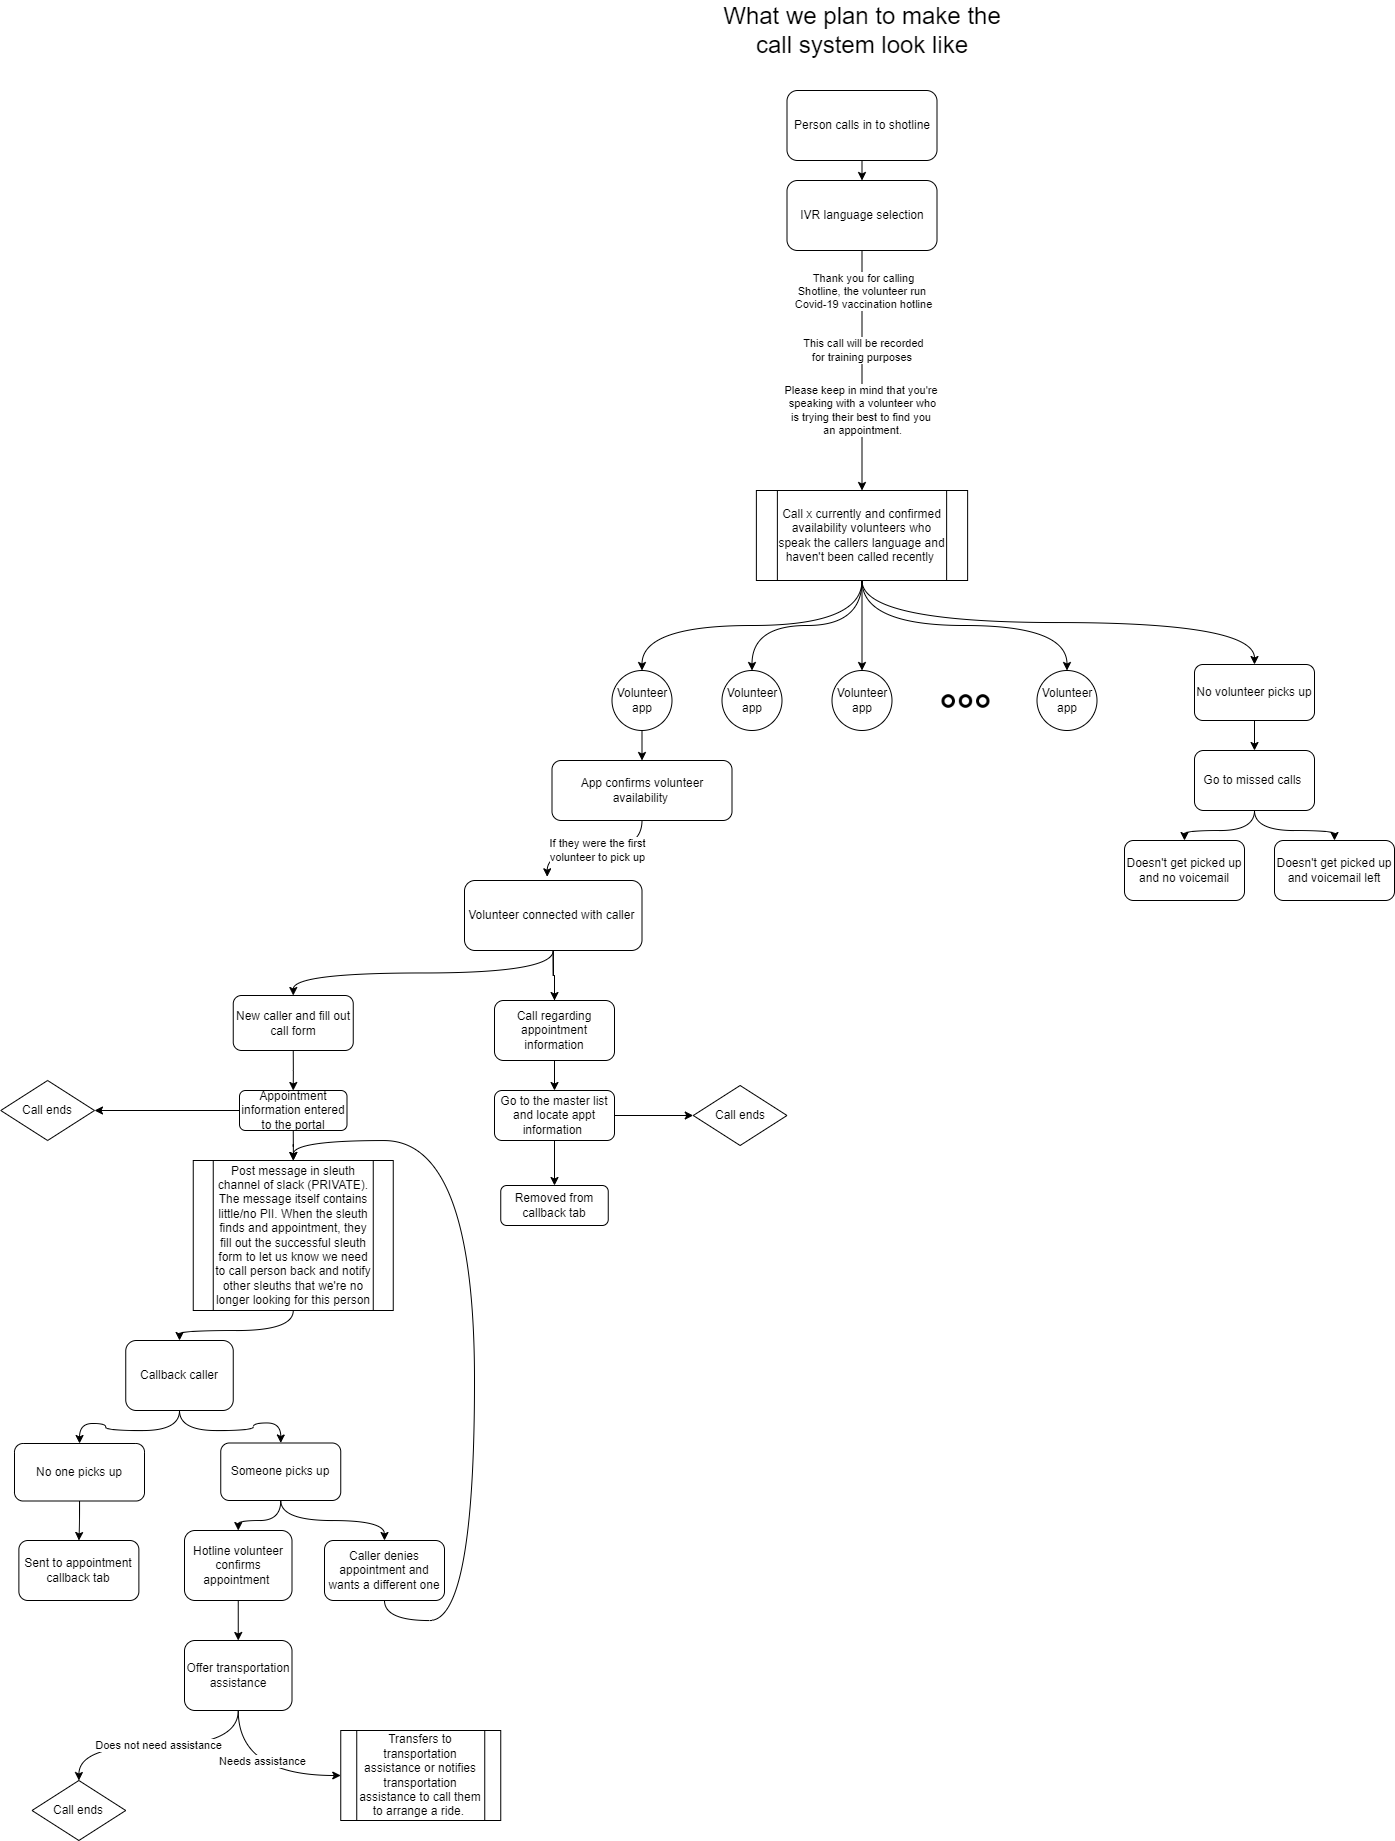 What we plan to make the
call system look like
Person calls in to shotline
IVR language selection
Thank you for calling
Shotline, the volunteer run
Covid-19 vaccination hotline
This call will be recorded
for training purposes
Please keep in mind that you're
speaking with a volunteer who
is trying their best to find you
an appointment.
Call x currently and confirmed
availability volunteers who
speak the callers language and
haven't been called recently
Volunteer
app
Volunteer
app
Volunteer
app
Volunteer
app
No volunteer picks up
App confirms volunteer
availability
Go to missed calls
If they were the first
volunteer to pick up
Doesn't get picked up
and no voicemail
Doesn't get picked up
and voicemail left
Volunteer connected with caller
New caller and fill out
call form
Call regarding
appointment
information
Call ends
Appointment
information entered
to the portal
Go to the master list
and locate appt
information
Call ends
Post message in sleuth
channel of slack (PRIVATE).
The message itself contains
little/no PII. When the sleuth
finds and appointment, they
fill out the successful sleuth
form to let us know we need
to call person back and notify
other sleuths that we're no
longer looking for this person
Removed from
callback tab
Callback caller
No one picks up
Someone picks up
Sent to appointment
callback tab
Hotline volunteer
confirms
appointment
Caller denies
appointment and
wants a different one
Offer transportation
assistance
Does not need assistance
Needs assistance
Transfers to
transportation
assistance or notifies
transportation
assistance to call them
to arrange a ride.
Call ends